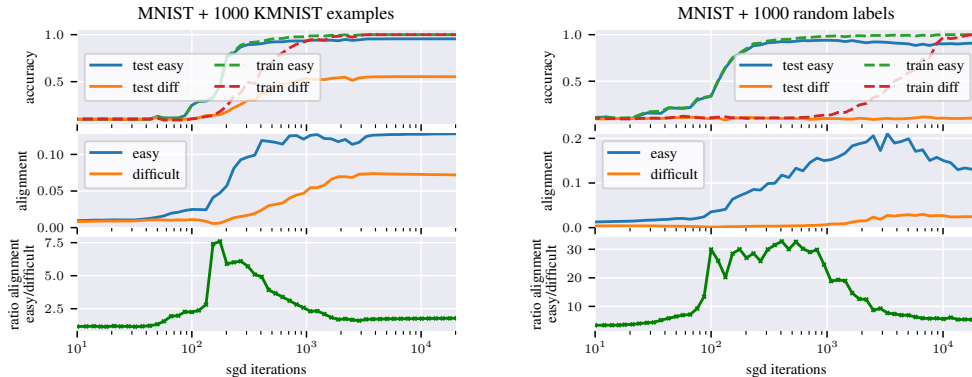 MNIST + 1000 KMNIST examples
1.0
0.5
accuracy
test easy
test diff
train easy
train diff
0.10
0.05
0.00
alignment
easy
difficult
7.5
5.0
2.5
ratio alignment
easy/difficult
10^1
10^2
10^3
10^4
sgd iterations
MNIST + 1000 random labels
1.0
0.5
accuracy
test easy
test diff
train easy
train diff
0.2
0.1
0.0
alignment
easy
difficult
30
20
10
ratio alignment
easy/difficult
10^1
10^2
10^3
10^4
sgd iterations